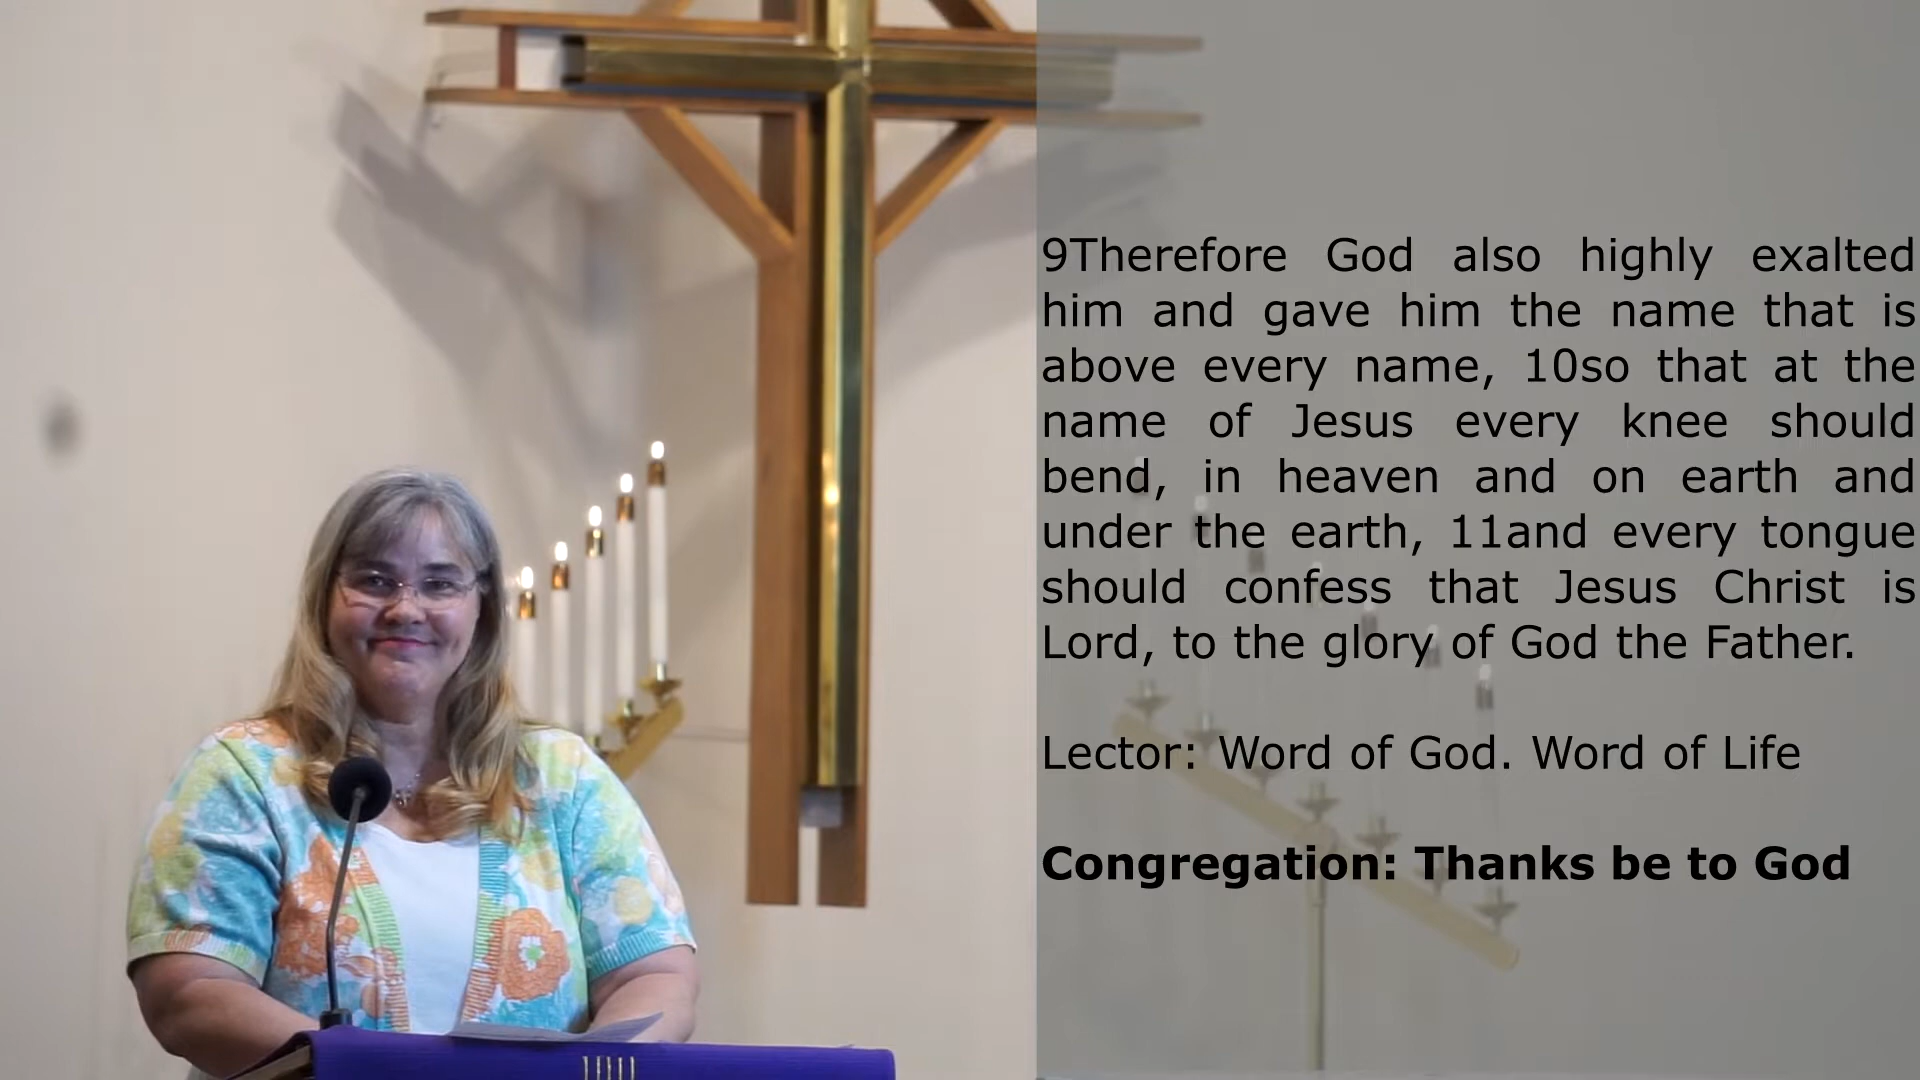 9Therefore God also highly exalted
him and gave him the name that is
above every name, 10so that at the
name of Jesus every knee should
bend, in heaven and on earth and
under the earth, 11and every tongue
should confess that Jesus Christ is
Lord, to the glory of God the Father.
Lector: Word of God. Word of Life
Congregation: Thanks be to God